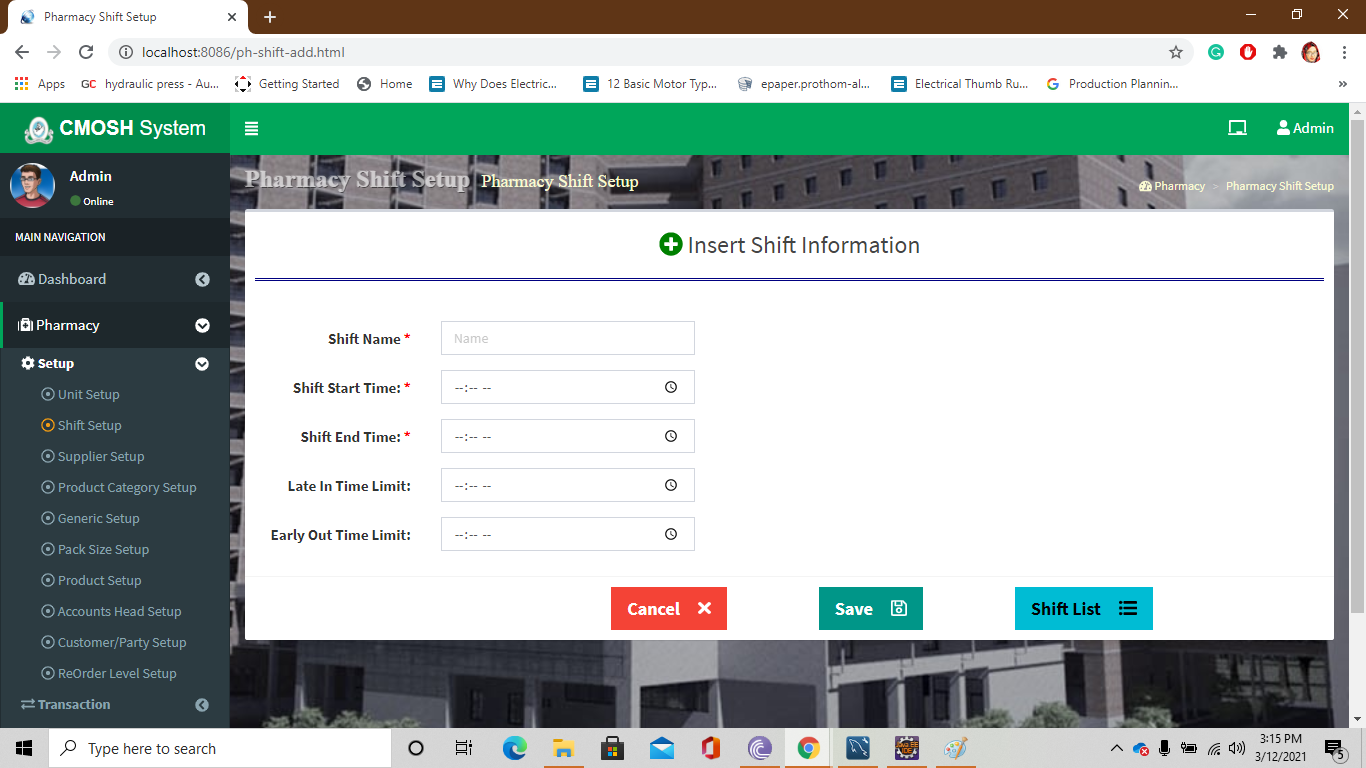 Pharmacy Shift Setup
localhost:8086/ph-shift-add.html
Apps GC hydraulic press - Au... Getting Started Home Why Does Electric... 12 Basic Motor Typ... epaper.prothom-al... Electrical Thumb Ru... Production Plannin... »
CMOSH System
Admin
Admin
Online
Pharmacy Shift Setup Pharmacy Shift Setup
Pharmacy > Pharmacy Shift Setup
MAIN NAVIGATION
Dashboard
Pharmacy
Setup
Unit Setup
Shift Setup
Supplier Setup
Product Category Setup
Generic Setup
Pack Size Setup
Product Setup
Accounts Head Setup
Customer/Party Setup
ReOrder Level Setup
Transaction
Insert Shift Information
Shift Name * Name
Shift Start Time: * --:-- --
Shift End Time: * --:-- --
Late In Time Limit: --:-- --
Early Out Time Limit: --:-- --
Cancel Save Shift List
Type here to search
3:15 PM
3/12/2021
5